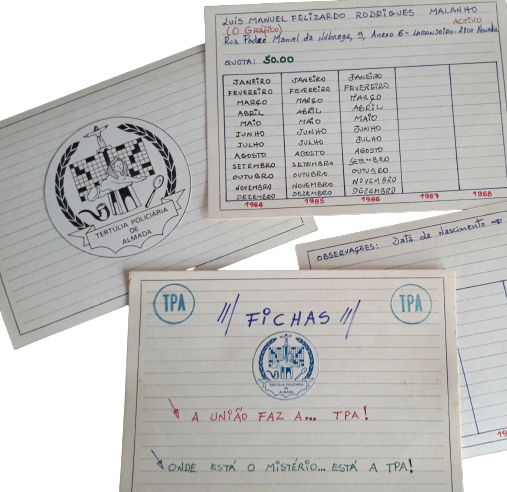 LUIS MANUEL FELIZARDO RODRIGUES MALANHO
(O Gráfico)
ACTIVO
Rua Padre Manuel da Nóbrega, 9, Anexo 6 - Laranjeiro - 2800
QUOTA: 50.00
JANEIRO JANEIRO JANEIRO
FEVEREIRO FEVEREIRO FEVEREIRO
MARÇO MARÇO MARÇO
ABRIL ABRIL ABRIL
MAIO MAIO MAIO
JUNHO JUNHO JUNHO
JULHO JULHO JULHO
AGOSTO AGOSTO AGOSTO
SETEMBRO SETEMBRO SETEMBRO
OUTUBRO OUTUBRO OUTUBRO
NOVEMBRO NOVEMBRO NOVEMBRO
DEZEMBRO DEZEMBRO DEZEMBRO
1984 1985 1986 1987 1988
TERTÚLIA POLICIÁRIA
DE
ALMADA
OBSERVAÇÕES: Data de Nascimento
TPA
FICHAS
TPA
TERTÚLIA POLICIÁRIA
DE
ALMADA
A UNIÃO FAZ A... TPA!
ONDE ESTÁ O MISTÉRIO... ESTÁ A TPA!